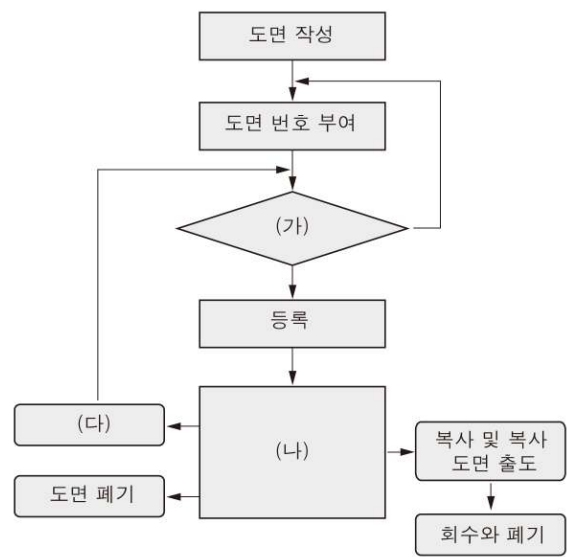 도면 작성
도면 번호 부여
(가)
등록
(다)
(나)
복사 및 복사
도면 출도
도면 폐기
회수와 폐기